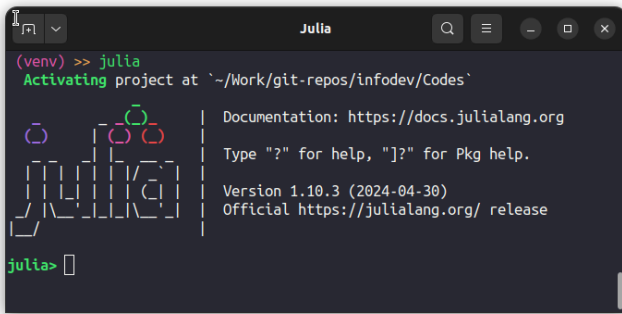 Julia
(venv) >> julia
Activating project at `~/Work/git-repos/infodev/Codes`
Documentation: https://docs.julialang.org
Type "?" for help, "]?" for Pkg help.
Version 1.10.3 (2024-04-30)
Official https://julialang.org/ release
julia>